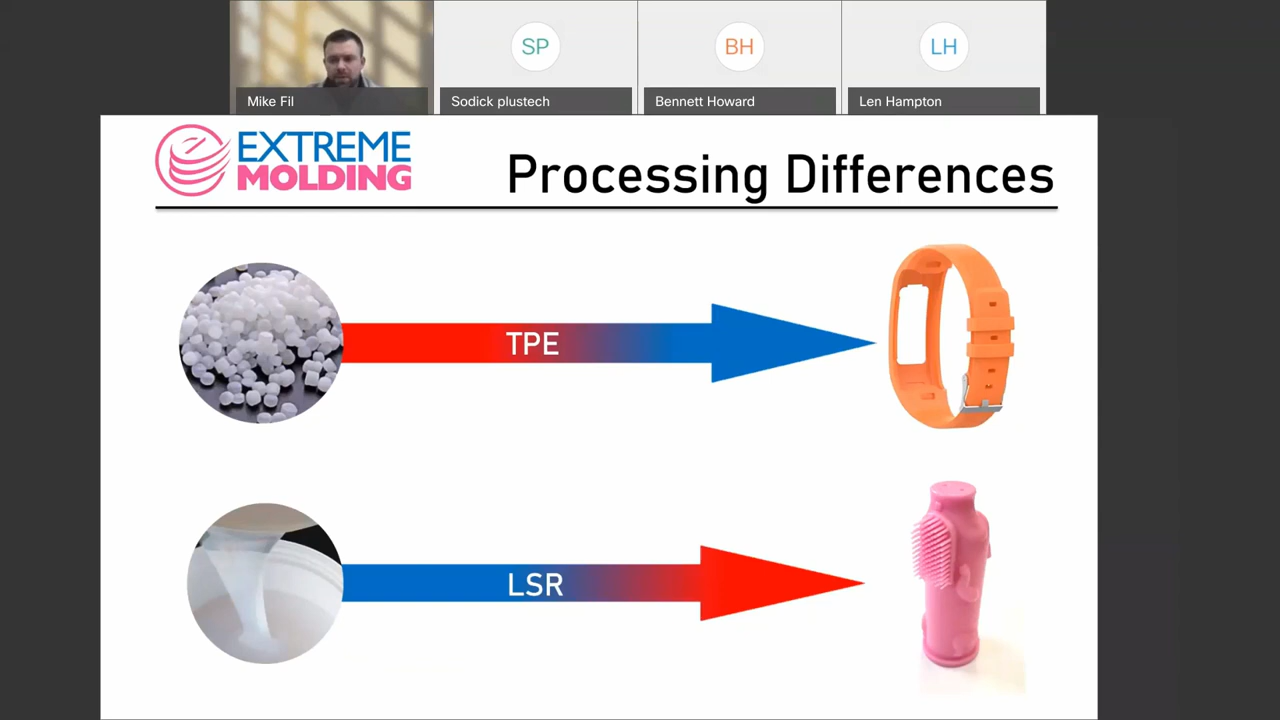 SP
BH
LH
Mike Fil
Sodick plustech
Bennett Howard
Len Hampton
EXTREME
MOLDING
Processing Differences
TPE
LSR